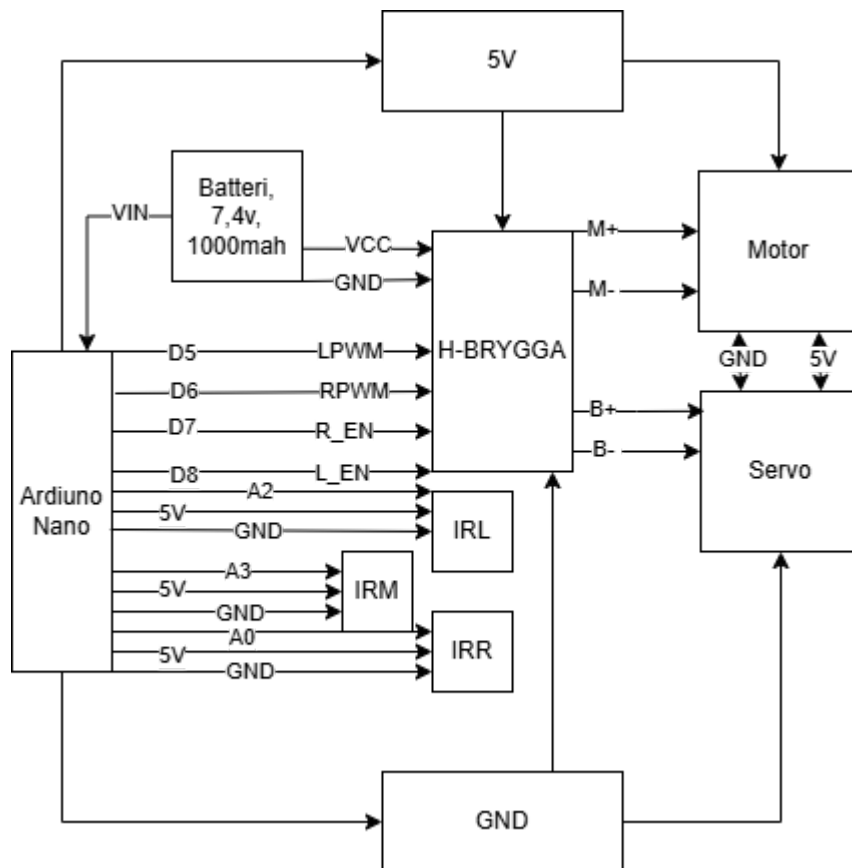 5V
Batteri,
7,4v,
1000mah
VIN
VCC
GND
M+
M-
Motor
GND
5V
H-BRYGGA
D5
LPWM
D6
RPWM
D7
R_EN
D8
L_EN
B+
B-
Servo
Ardiuno
Nano
A2
5V
GND
IRL
A3
5V
GND
IRM
A0
5V
GND
IRR
GND